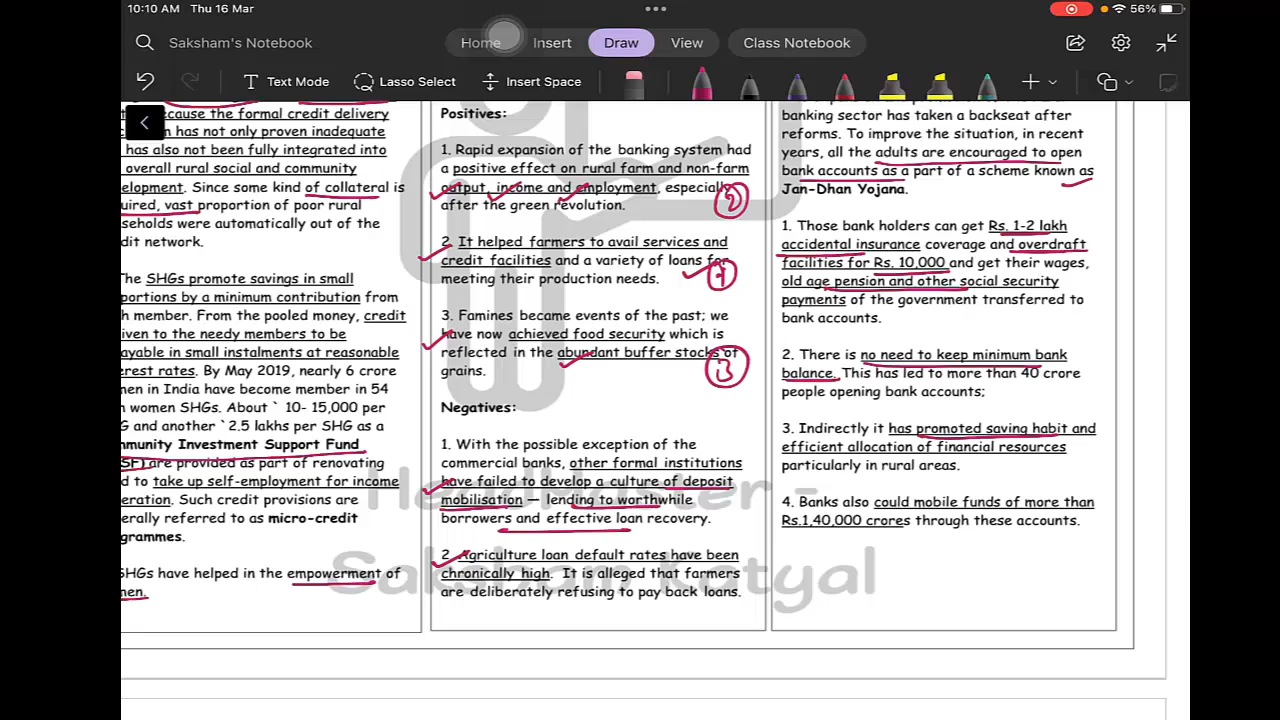 10:10 AM Thu 16 Mar
56%
Saksham's Notebook
Home
Insert
Draw
View
Class Notebook
Text Mode
Lasso Select
Insert Space
because the formal credit delivery
has not only proven inadequate
has also not been fully integrated into
overall rural social and community
elopment. Since some kind of collateral is
uired, vast proportion of poor rural
seholds were automatically out of the
dit network.
The SHGs promote savings in small
portions by a minimum contribution from
h member. From the pooled money, credit
iven to the needy members to be
ayable in small instalments at reasonable
erest rates. By May 2019, nearly 6 crore
men in India have become member in 54
women SHGs. About ` 10- 15,000 per
G and another `2.5 lakhs per SHG as a
mmunity Investment Support Fund
SF) are provided as part of renovating
d to take up self-employment for income
eration. Such credit provisions are
erally referred to as micro-credit
grammes.
SHGs have helped in the empowerment of
men.
Positives:
1. Rapid expansion of the banking system had
a positive effect on rural farm and non-farm
output, income and employment, especially
after the green revolution.
2. It helped farmers to avail services and
credit facilities and a variety of loans for
meeting their production needs.
3. Famines became events of the past; we
have now achieved food security which is
reflected in the abundant buffer stocks of
grains.
3
Negatives:
1. With the possible exception of the
commercial banks, other formal institutions
have failed to develop a culture of deposit
mobilisation — lending to worthwhile
borrowers and effective loan recovery.
2. Agriculture loan default rates have been
chronically high. It is alleged that farmers
are deliberately refusing to pay back loans.
banking sector has taken a backseat after
reforms. To improve the situation, in recent
years, all the adults are encouraged to open
bank accounts as a part of a scheme known as
Jan-Dhan Yojana.
1. Those bank holders can get Rs. 1-2 lakh
accidental insurance coverage and overdraft
facilities for Rs. 10,000 and get their wages,
old age pension and other social security
payments of the government transferred to
bank accounts.
2. There is no need to keep minimum bank
balance. This has led to more than 40 crore
people opening bank accounts;
3. Indirectly it has promoted saving habit and
efficient allocation of financial resources
particularly in rural areas.
4. Banks also could mobile funds of more than
Rs.1,40,000 crores through these accounts.
HeadMaster -
Saksham Katyal